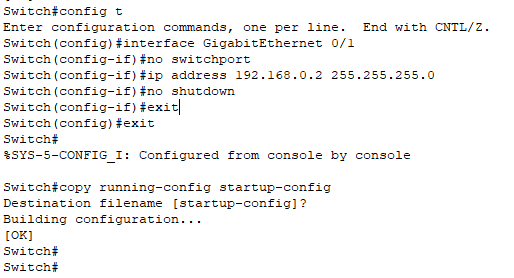 Switch#config t
Enter configuration commands, one per line.  End with CNTL/Z.
Switch(config)#interface GigabitEthernet 0/1
Switch(config-if)#no switchport
Switch(config-if)#ip address 192.168.0.2 255.255.255.0
Switch(config-if)#no shutdown
Switch(config-if)#exit
Switch(config)#exit
Switch#
%SYS-5-CONFIG_I: Configured from console by console
Switch#copy running-config startup-config
Destination filename [startup-config]?
Building configuration...
[OK]
Switch#
Switch#